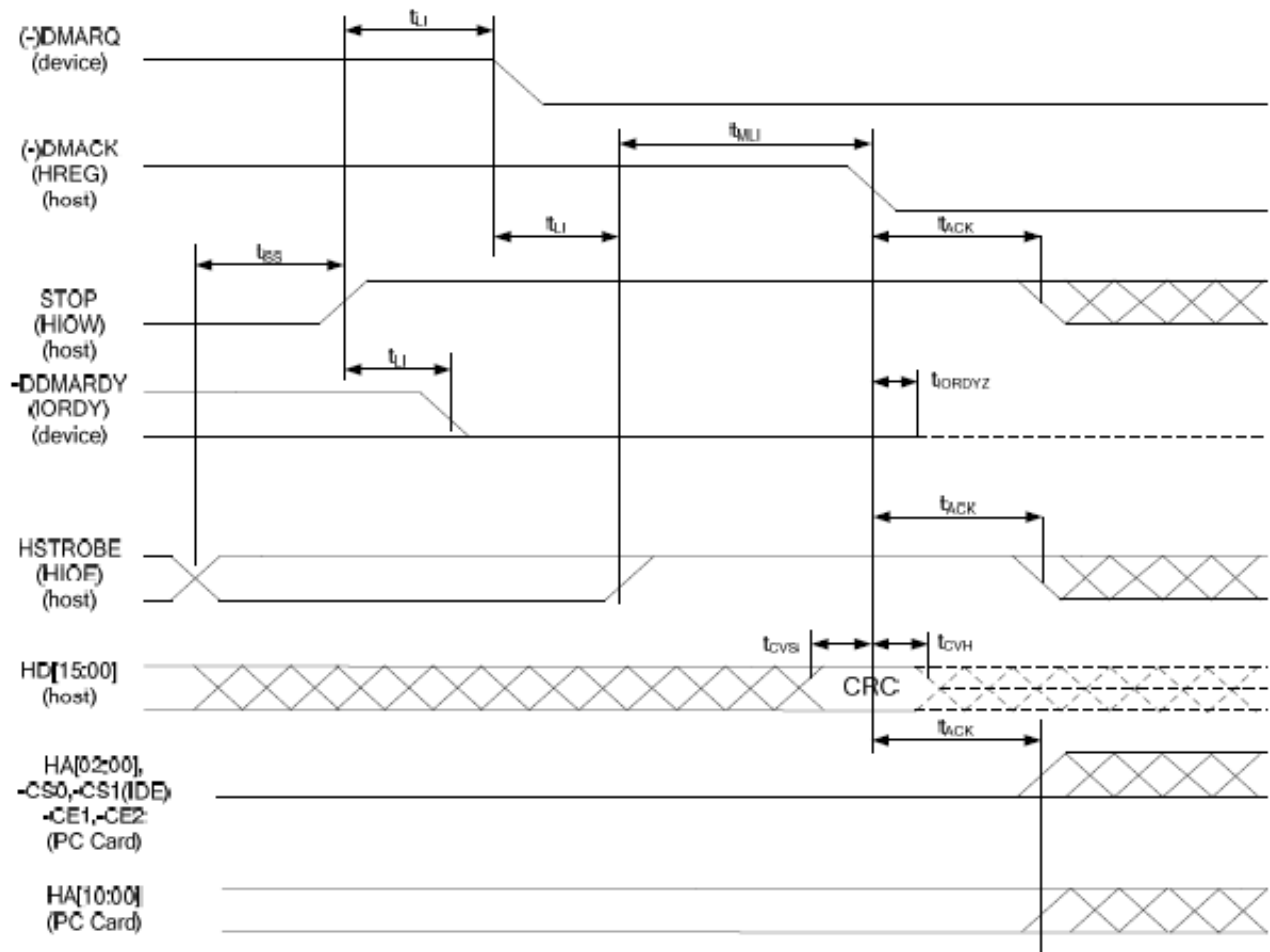 (-)DMARQ
(device)
tLI
(-)DMACK
(HREG)
(host)
tMLI
tLI
tACK
tSS
STOP
(HIOW)
(host)
tLI
-DDMARDY
(IORDY)
(device)
tIORDYZ
tACK
HSTROBE
(HIOE)
(host)
tCVSi
tCVH
HD[15:00]
(host)
CRC
tACK
HA[02:00],
-CS0,-CS1(IDE)
-CE1,-CE2:
(PC Card)
HA[10:00]
(PC Card)